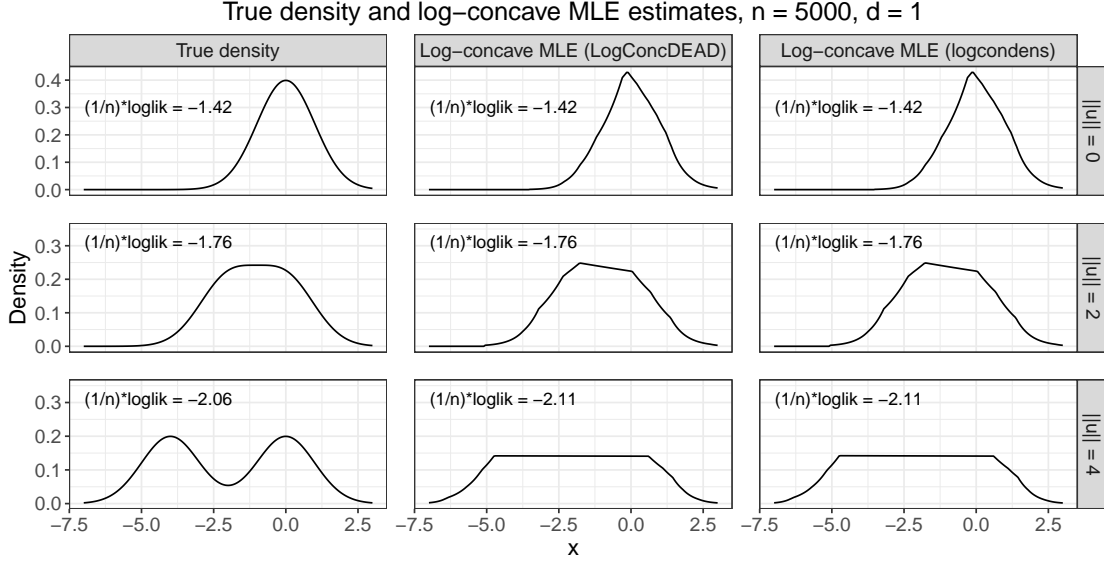 True density and log−concave MLE estimates, n = 5000, d = 1
True density
Log−concave MLE (LogConcDEAD)
Log−concave MLE (logcondens)
(1/n)*loglik = −1.42
(1/n)*loglik = −1.42
(1/n)*loglik = −1.42
||u|| = 0
0.4
0.3
0.2
0.1
0.0
(1/n)*loglik = −1.76
(1/n)*loglik = −1.76
(1/n)*loglik = −1.76
||u|| = 2
0.3
0.2
0.1
0.0
Density
(1/n)*loglik = −2.06
(1/n)*loglik = −2.11
(1/n)*loglik = −2.11
||u|| = 4
0.3
0.2
0.1
0.0
−7.5 −5.0 −2.5 0.0 2.5
−7.5 −5.0 −2.5 0.0 2.5
−7.5 −5.0 −2.5 0.0 2.5
x